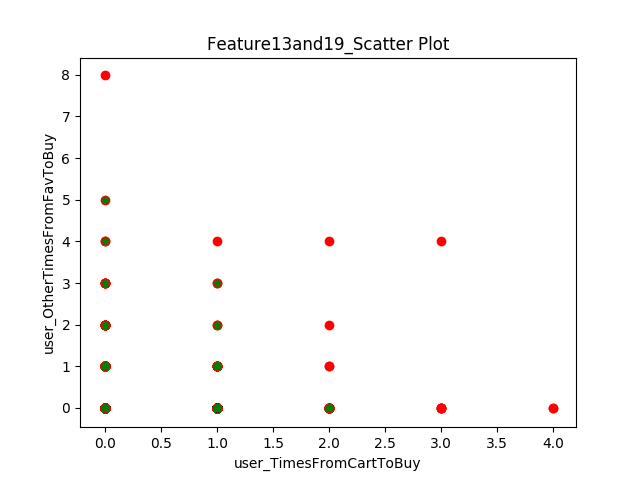 Feature13and19_Scatter Plot
8
7
6
5
4
3
2
1
0
user_OtherTimesFromFavToBuy
0.0 0.5 1.0 1.5 2.0 2.5 3.0 3.5 4.0
user_TimesFromCartToBuy